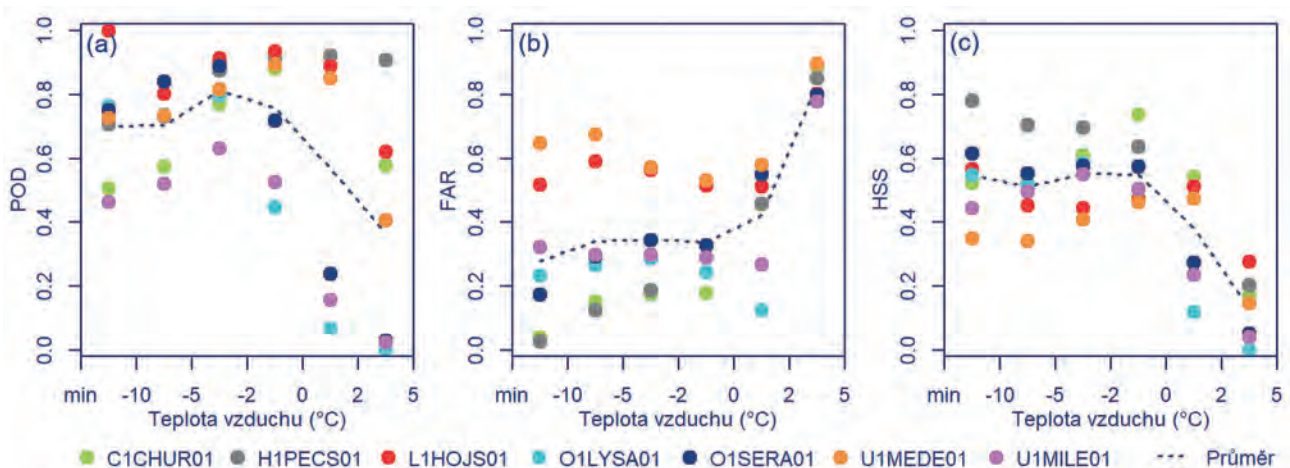 (a)
POD
1.0
0.8
0.6
0.4
0.2
0.0
min -10 -5 -2 0 2 5
Teplota vzduchu (°C)
(b)
FAR
1.0
0.8
0.6
0.4
0.2
0.0
min -10 -5 -2 0 2 5
Teplota vzduchu (°C)
(c)
HSS
1.0
0.8
0.6
0.4
0.2
0.0
min -10 -5 -2 0 2 5
Teplota vzduchu (°C)
C1CHUR01 H1PECS01 L1HOJS01 O1LYSA01 O1SERA01 U1MEDE01 U1MILE01 Průměr